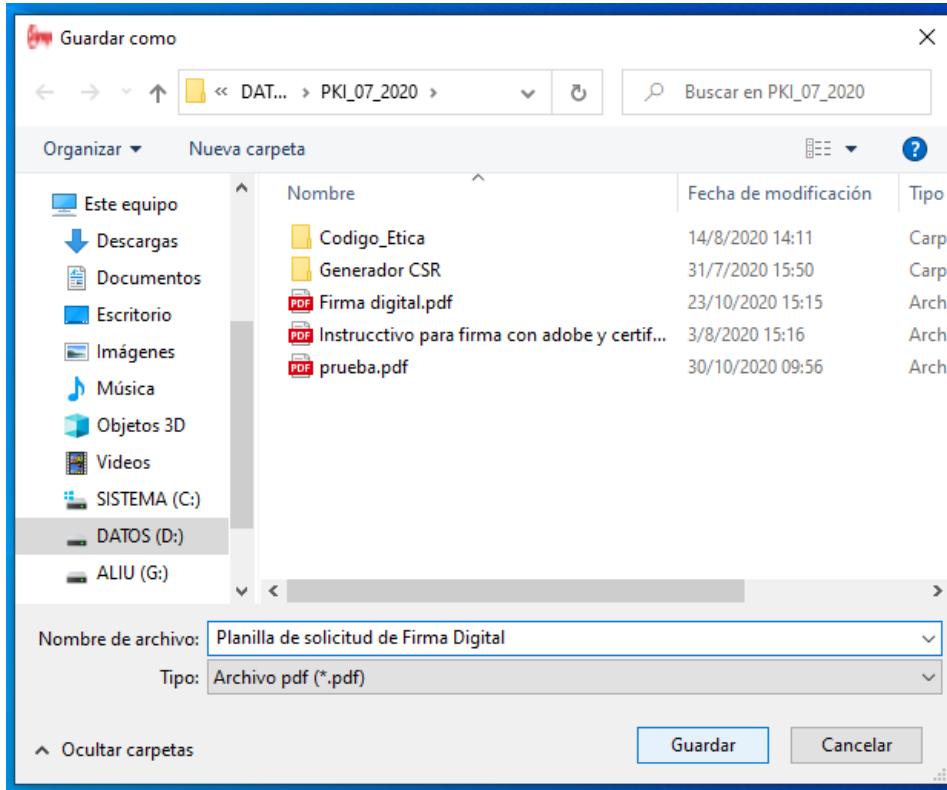 Guardar como
« DAT... > PKI_07_2020 >
Buscar en PKI_07_2020
Organizar
Nueva carpeta
?
Este equipo
Descargas
Documentos
Escritorio
Imágenes
Música
Objetos 3D
Videos
SISTEMA (C:)
DATOS (D:)
ALIU (G:)
Nombre Fecha de modificación Tipo
Codigo_Etica 14/8/2020 14:11 Carp
Generador CSR 31/7/2020 15:50 Carp
PDF Firma digital.pdf 23/10/2020 15:15 Arch
PDF Instrucctivo para firma con adobe y certif... 3/8/2020 15:16 Arch
PDF prueba.pdf 30/10/2020 09:56 Arch
Nombre de archivo: Planilla de solicitud de Firma Digital
Tipo: Archivo pdf (*.pdf)
Ocultar carpetas
Guardar
Cancelar